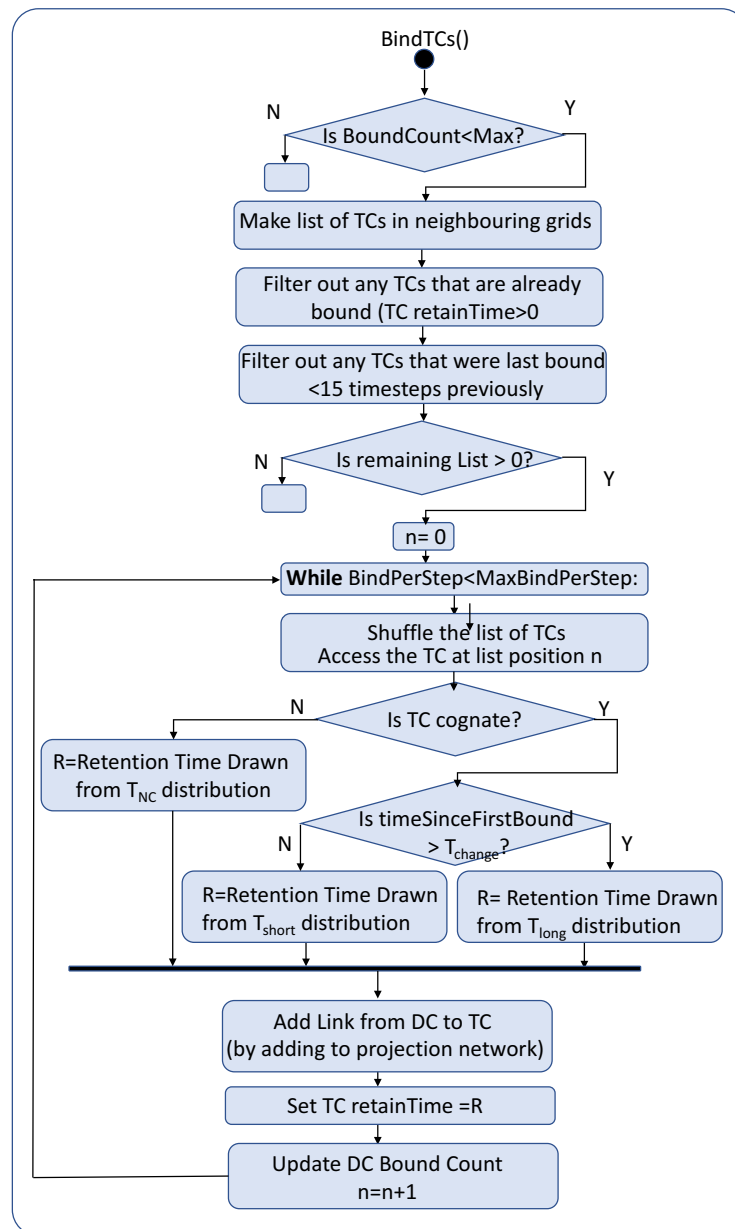 BindTCs()
N
Y
Is BoundCount<Max?
Make list of TCs in neighbouring grids
Filter out any TCs that are already
bound (TC retainTime>0
Filter out any TCs that were last bound
<15 timesteps previously
N
Is remaining List > 0?
Y
n= 0
While BindPerStep<MaxBindPerStep:
Shuffle the list of TCs
Access the TC at list position n
N
Is TC cognate?
Y
R=Retention Time Drawn
from TNC distribution
Is timeSinceFirstBound
> Tchange?
N
Y
R=Retention Time Drawn
from Tshort distribution
R= Retention Time Drawn
from Tlong distribution
Add Link from DC to TC
(by adding to projection network)
Set TC retainTime =R
Update DC Bound Count
n=n+1